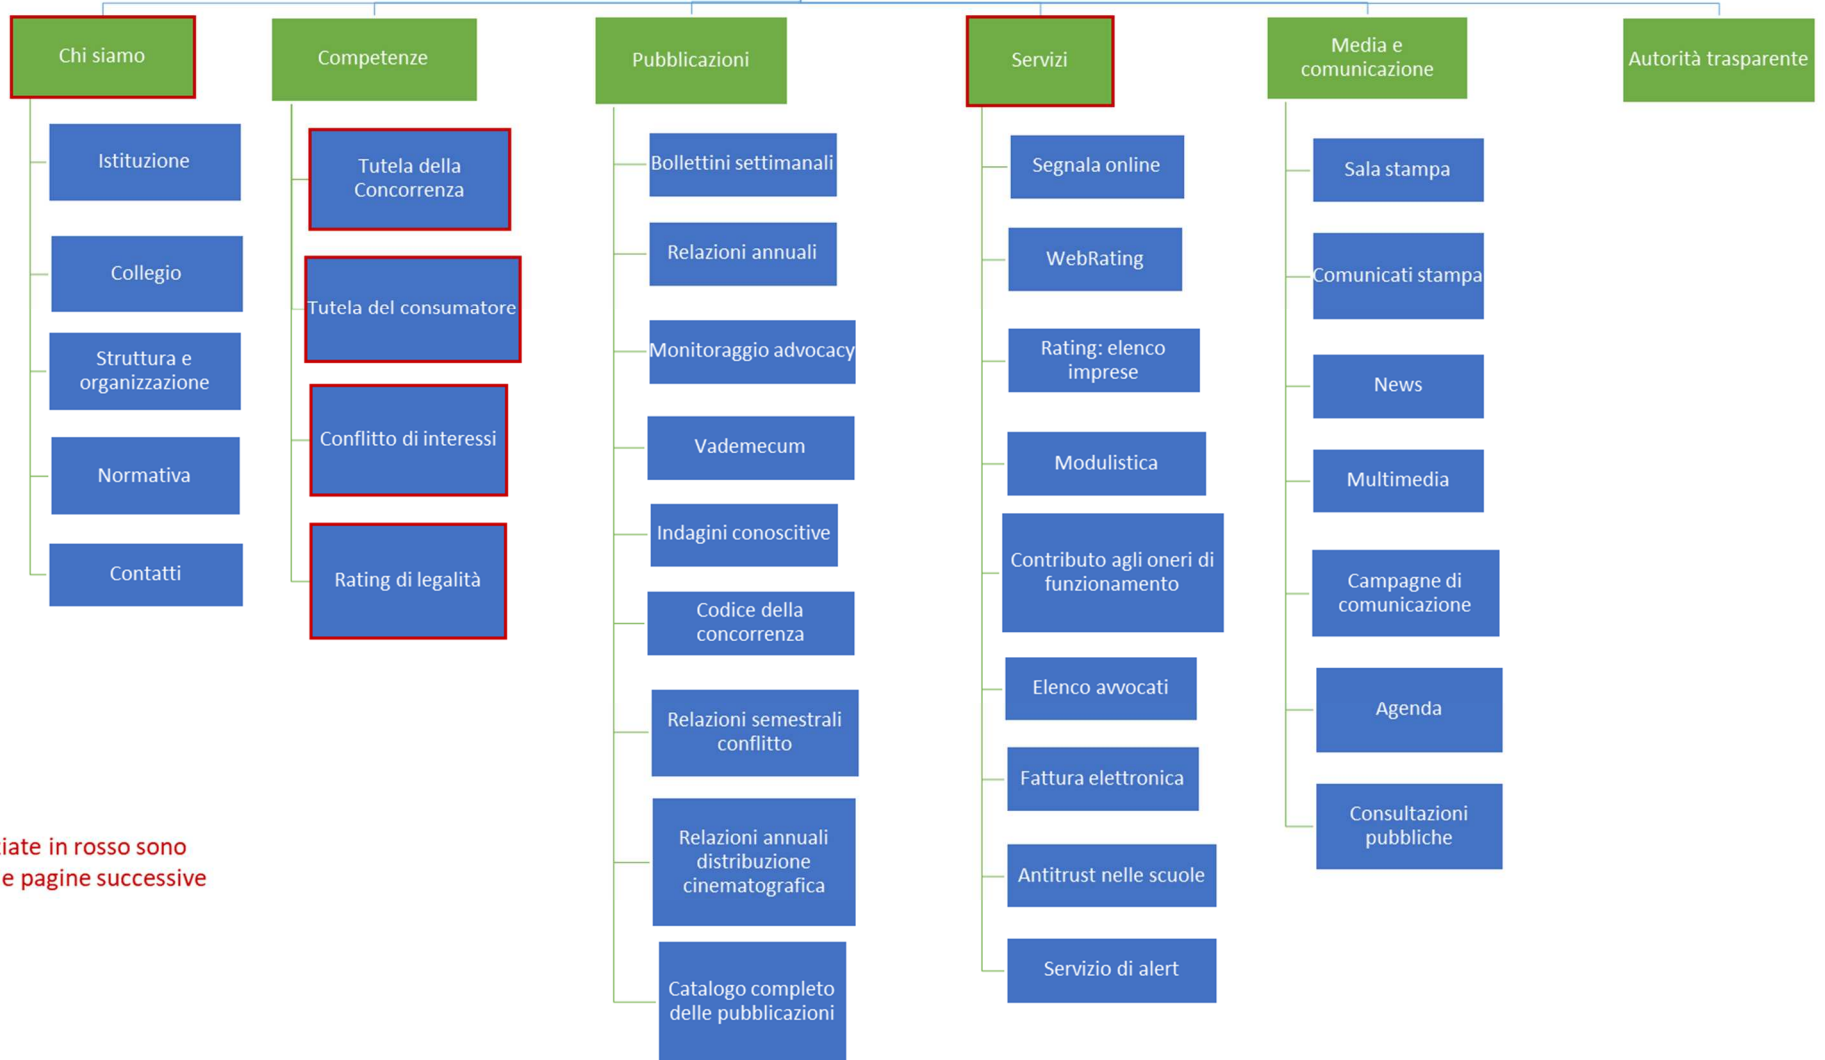 Chi siamo
Istituzione
Collegio
Struttura e
organizzazione
Normativa
Contatti
Competenze
Tutela della
Concorrenza
Tutela del consumatore
Conflitto di interessi
Rating di legalità
Pubblicazioni
Bollettini settimanali
Relazioni annuali
Monitoraggio advocacy
Vademecum
Indagini conoscitive
Codice della
concorrenza
Relazioni semestrali
conflitto
Relazioni annuali
distribuzione
cinematografica
Catalogo completo
delle pubblicazioni
Servizi
Segnala online
WebRating
Rating: elenco
imprese
Modulistica
Contributo agli oneri di
funzionamento
Elenco avvocati
Fattura elettronica
Antitrust nelle scuole
Servizio di alert
Media e
comunicazione
Sala stampa
Comunicati stampa
News
Multimedia
Campagne di
comunicazione
Agenda
Consultazioni
pubbliche
Autorità trasparente
in rosso sono
e pagine successive